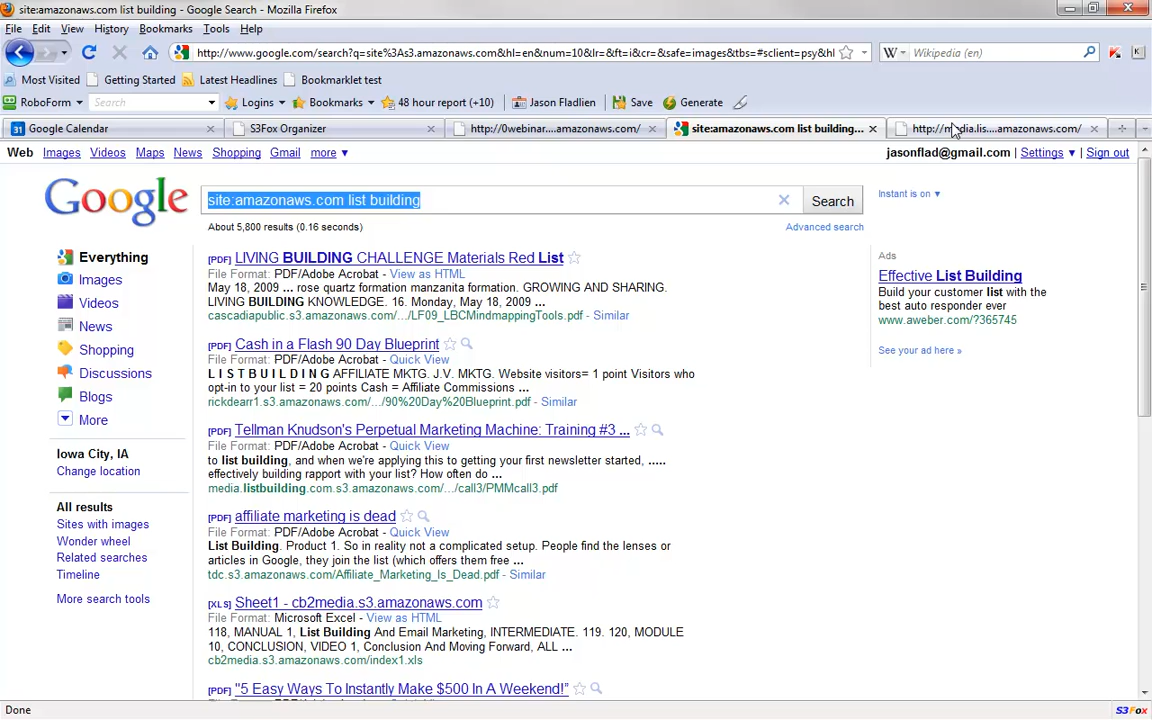 site:amazonaws.com list building - Google Search - Mozilla Firefox
File Edit View History Bookmarks Tools Help
http://www.google.com/search?q=site%3As3.amazonaws.com&hl=en&num=10&lr=&ft=i&cr=&safe=images&tbs=#sclient=psy&hl
W Wikipedia (en)
Most Visited Getting Started Latest Headlines Bookmarklet test
RoboForm Search Logins Bookmarks 48 hour report (+10) Jason Fladlien Save Generate
31 Google Calendar S3Fox Organizer http://0webinar....amazonaws.com/ site:amazonaws.com list building... http://media.lis....amazonaws.com/
Web Images Videos Maps News Shopping Gmail more ▼ jasonflad@gmail.com | Settings ▼ | Sign out
Google site:amazonaws.com list building Search Instant is on ▼
About 5,800 results (0.16 seconds) Advanced search
Everything
Images
Videos
News
Shopping
Discussions
Blogs
More
Iowa City, IA
Change location
All results
Sites with images
Wonder wheel
Related searches
Timeline
More search tools
[PDF] LIVING BUILDING CHALLENGE Materials Red List
File Format: PDF/Adobe Acrobat - View as HTML
May 18, 2009 ... rose quartz formation manzanita formation. GROWING AND SHARING.
LIVING BUILDING KNOWLEDGE. 16. Monday, May 18, 2009 ...
cascadiapublic.s3.amazonaws.com/.../LF09_LBCMindmappingTools.pdf - Similar
[PDF] Cash in a Flash 90 Day Blueprint
File Format: PDF/Adobe Acrobat - Quick View
L I S T B U I L D I N G AFFILIATE MKTG. J.V. MKTG. Website visitors= 1 point Visitors who
opt-in to your list = 20 points Cash = Affiliate Commissions ...
rickdearr1.s3.amazonaws.com/.../90%20Day%20Blueprint.pdf - Similar
[PDF] Tellman Knudson's Perpetual Marketing Machine: Training #3 ...
File Format: PDF/Adobe Acrobat - Quick View
to list building, and when we're applying this to getting your first newsletter started, .....
effectively building rapport with your list? How often do ...
media.listbuilding.com.s3.amazonaws.com/.../call3/PMMcall3.pdf
[PDF] affiliate marketing is dead
File Format: PDF/Adobe Acrobat - Quick View
List Building. Product 1. So in reality not a complicated setup. People find the lenses or
articles in Google, they join the list (which offers them free ...
tdc.s3.amazonaws.com/Affiliate_Marketing_Is_Dead.pdf - Similar
[XLS] Sheet1 - cb2media.s3.amazonaws.com
File Format: Microsoft Excel - View as HTML
118, MANUAL 1, List Building And Email Marketing, INTERMEDIATE. 119. 120, MODULE
10, CONCLUSION, VIDEO 1, Conclusion And Moving Forward, ALL ...
cb2media.s3.amazonaws.com/index1.xls
[PDF] "5 Easy Ways To Instantly Make $500 In A Weekend!"
Ads
Effective List Building
Build your customer list with the
best auto responder ever
www.aweber.com/?365745
See your ad here »
Done S3Fox